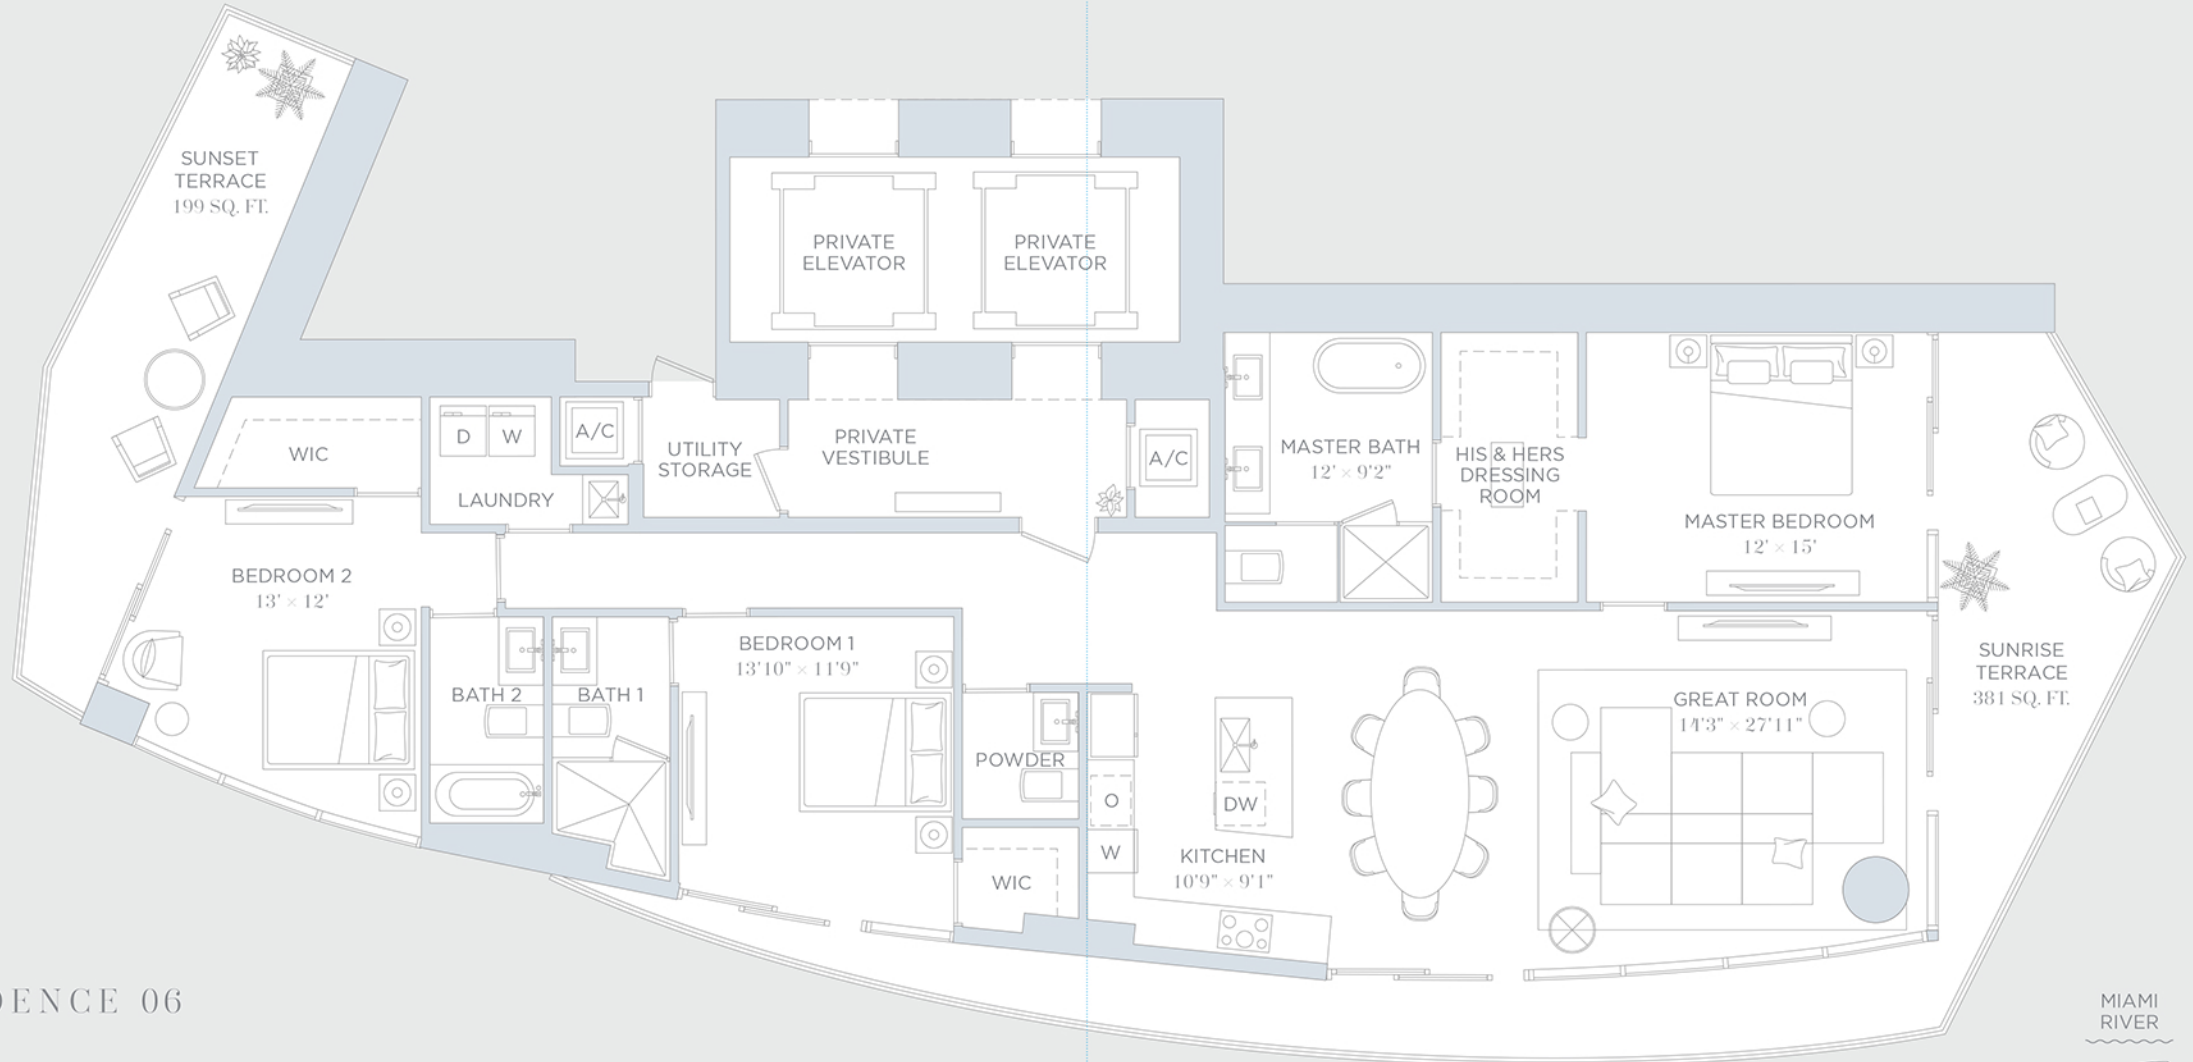 SUNSET
TERRACE
199 SQ. FT.
PRIVATE
ELEVATOR
PRIVATE
ELEVATOR
WIC
D
W
LAUNDRY
A/C
UTILITY
STORAGE
PRIVATE
VESTIBULE
A/C
MASTER BATH
12' × 9'2"
HIS & HERS
DRESSING
ROOM
MASTER BEDROOM
12' × 15'
BEDROOM 2
13' × 12'
BATH 2
BATH 1
BEDROOM 1
13'10" × 11'9"
POWDER
WIC
O
W
DW
KITCHEN
10'9" × 9'1"
GREAT ROOM
14'3" × 27'11"
SUNRISE
TERRACE
381 SQ. FT.
DENCE 06
MIAMI
RIVER